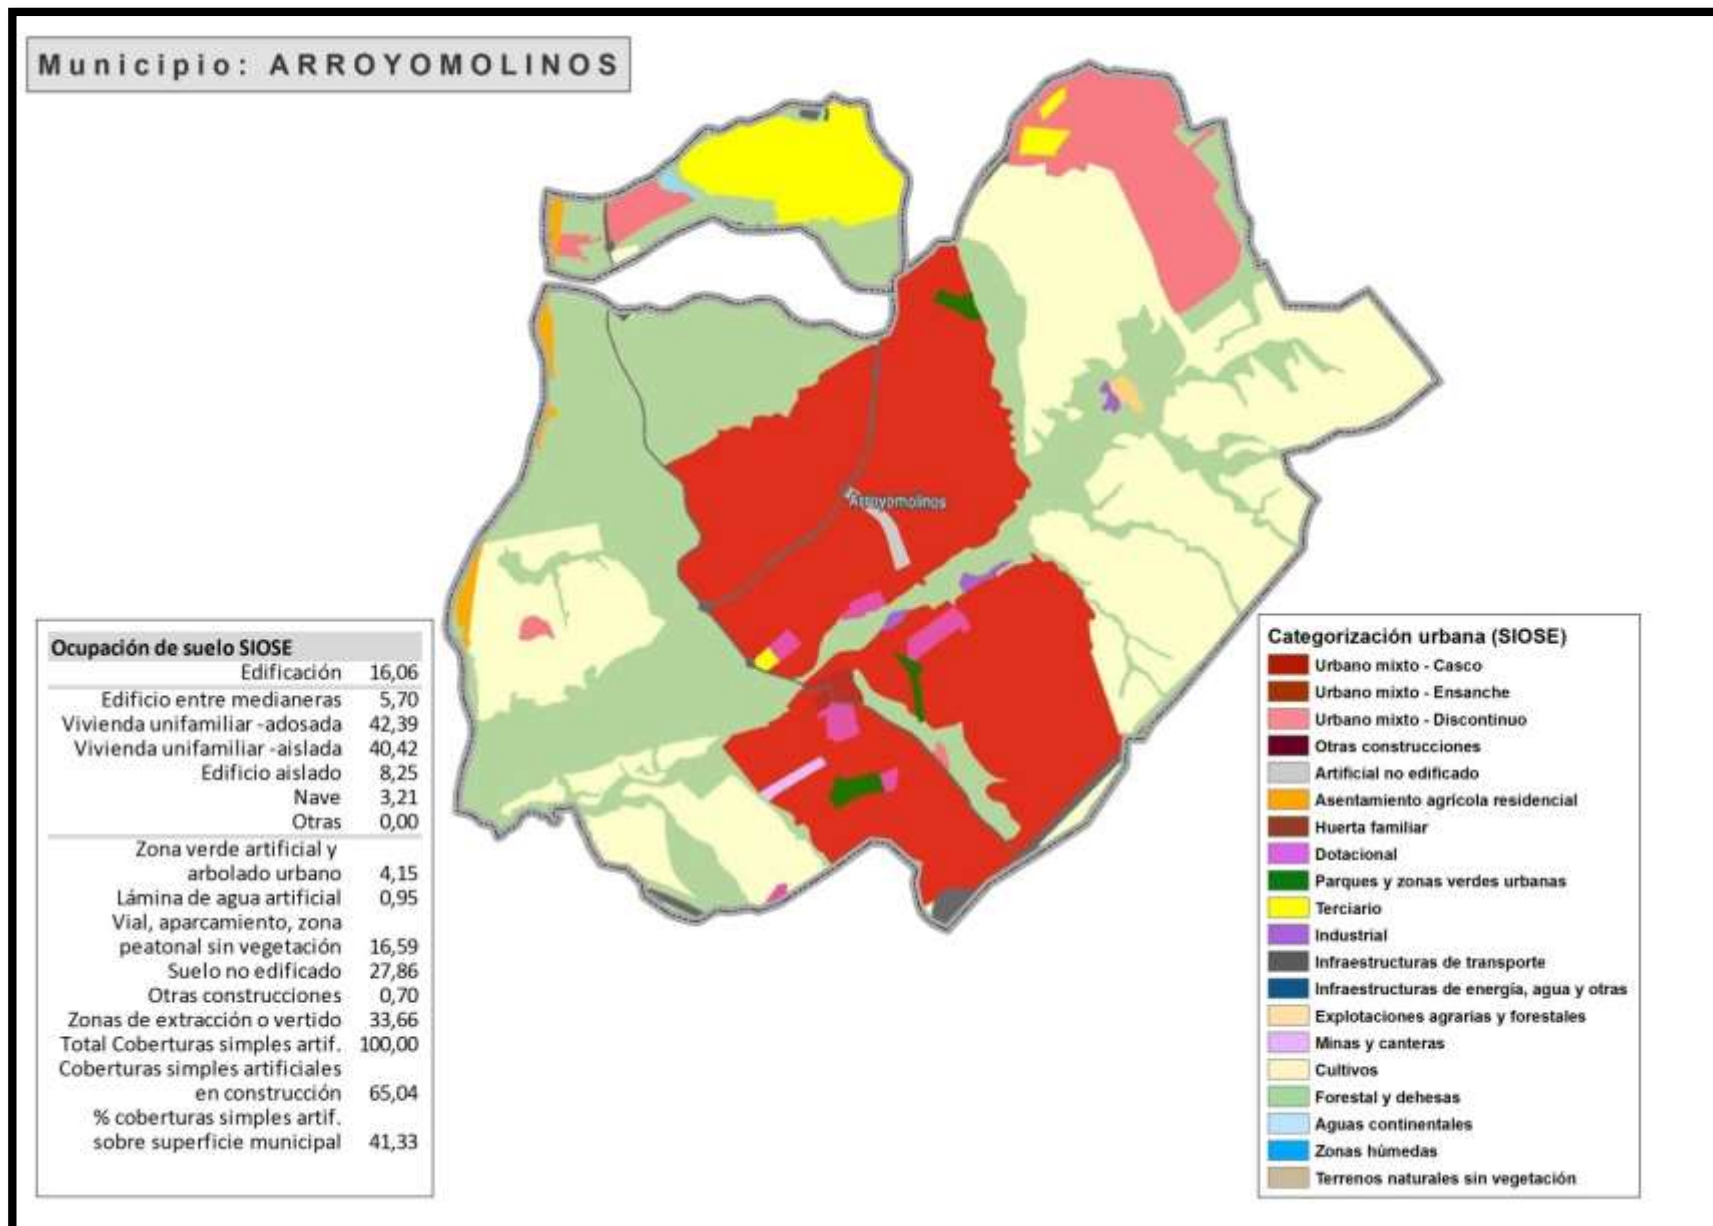 Municipio: ARROYOMOLINOS
Arroyomolinos
Ocupación de suelo SIOSE
Edificación 16,06
Edificio entre medianeras 5,70
Vivienda unifamiliar -adosada 42,39
Vivienda unifamiliar -aislada 40,42
Edificio aislado 8,25
Nave 3,21
Otras 0,00
Zona verde artificial y
arbolado urbano 4,15
Lámina de agua artificial 0,95
Vial, aparcamiento, zona
peatonal sin vegetación 16,59
Suelo no edificado 27,86
Otras construcciones 0,70
Zonas de extracción o vertido 33,66
Total Coberturas simples artif. 100,00
Coberturas simples artificiales
en construcción 65,04
% coberturas simples artif.
sobre superficie municipal 41,33
Categorización urbana (SIOSE)
Urbano mixto - Casco
Urbano mixto - Ensanche
Urbano mixto - Discontinuo
Otras construcciones
Artificial no edificado
Asentamiento agrícola residencial
Huerta familiar
Dotacional
Parques y zonas verdes urbanas
Terciario
Industrial
Infraestructuras de transporte
Infraestructuras de energía, agua y otras
Explotaciones agrarias y forestales
Minas y canteras
Cultivos
Forestal y dehesas
Aguas continentales
Zonas húmedas
Terrenos naturales sin vegetación